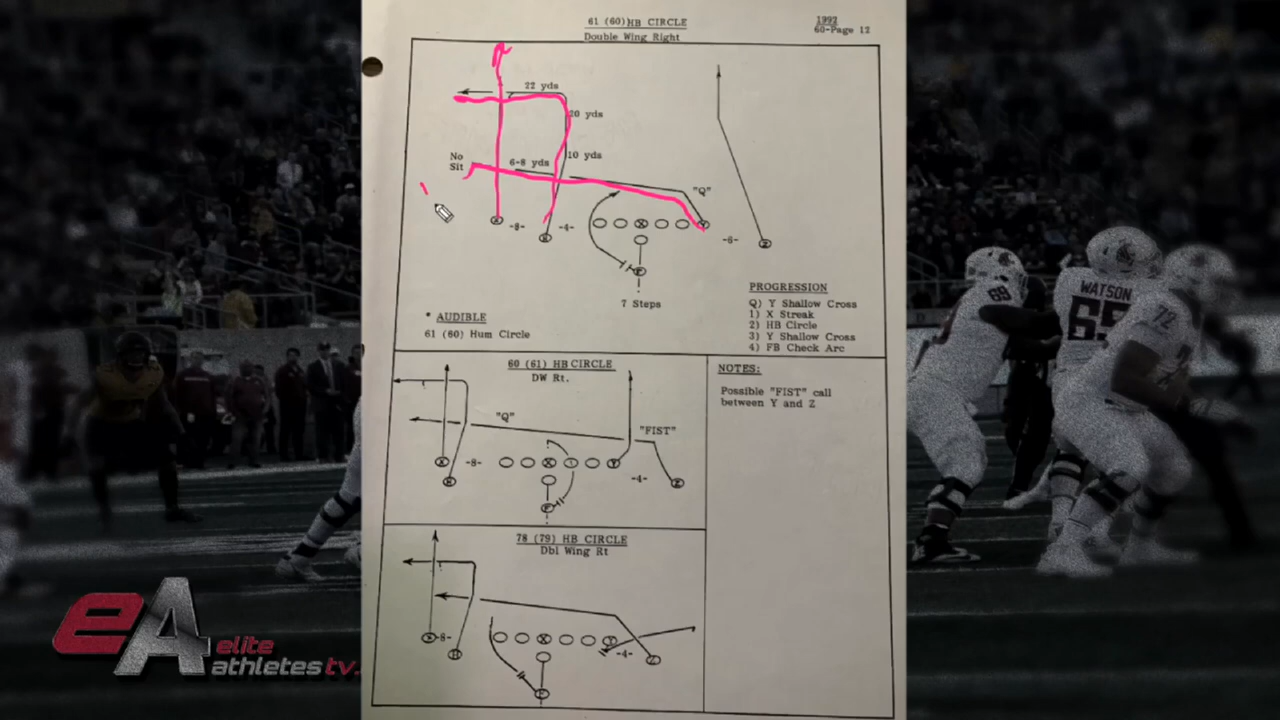 61 (60) HB CIRCLE
Double Wing Right
1992
60-Page 12
22 yds
20 yds
10 yds
No
Sit
6-8 yds
"Q"
X
-8-
-4-
X
Y
-6-
H
Z
F
7 Steps
PROGRESSION
Q) Y Shallow Cross
1) X Streak
2) HB Circle
3) Y Shallow Cross
4) FB Check Arc
* AUDIBLE
61 (60) Hum Circle
60 (61) HB CIRCLE
DW Rt.
"Q"
"FIST"
X
-8-
X
Y
H
-4-
Z
F
NOTES:
Possible "FIST" call
between Y and Z
78 (79) HB CIRCLE
Dbl Wing Rt
X
-8-
X
Y
H
-4-
Z
F
69
WATSON
65
72
eA
elite
athletestv.